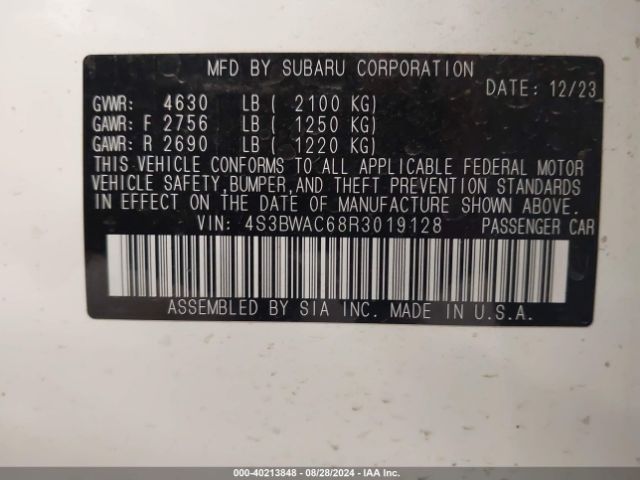 MFD BY SUBARU CORPORATION
DATE: 12/23
GVWR: 4630 LB ( 2100 KG)
GAWR: F 2756 LB ( 1250 KG)
GAWR: R 2690 LB ( 1220 KG)
THIS VEHICLE CONFORMS TO ALL APPLICABLE FEDERAL MOTOR
VEHICLE SAFETY,BUMPER,AND THEFT PREVENTION STANDARDS
IN EFFECT ON DATE OF MANUFACTURE SHOWN ABOVE.
VIN: 4S3BWAC68R3019128 PASSENGER CAR
ASSEMBLED BY SIA INC. MADE IN U.S.A.
000-40213848 - 08/28/2024 - IAA Inc.